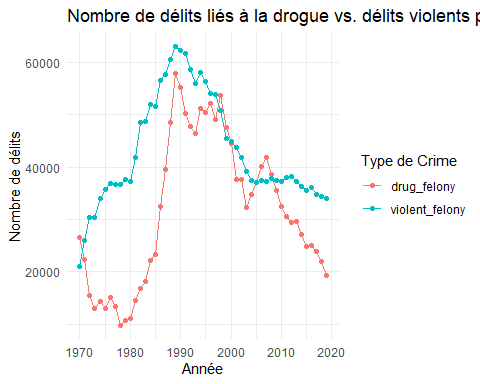 Nombre de délits liés à la drogue vs. délits violents p
60000
40000
20000
Nombre de délits
1970 1980 1990 2000 2010 2020
Année
Type de Crime
drug_felony
violent_felony